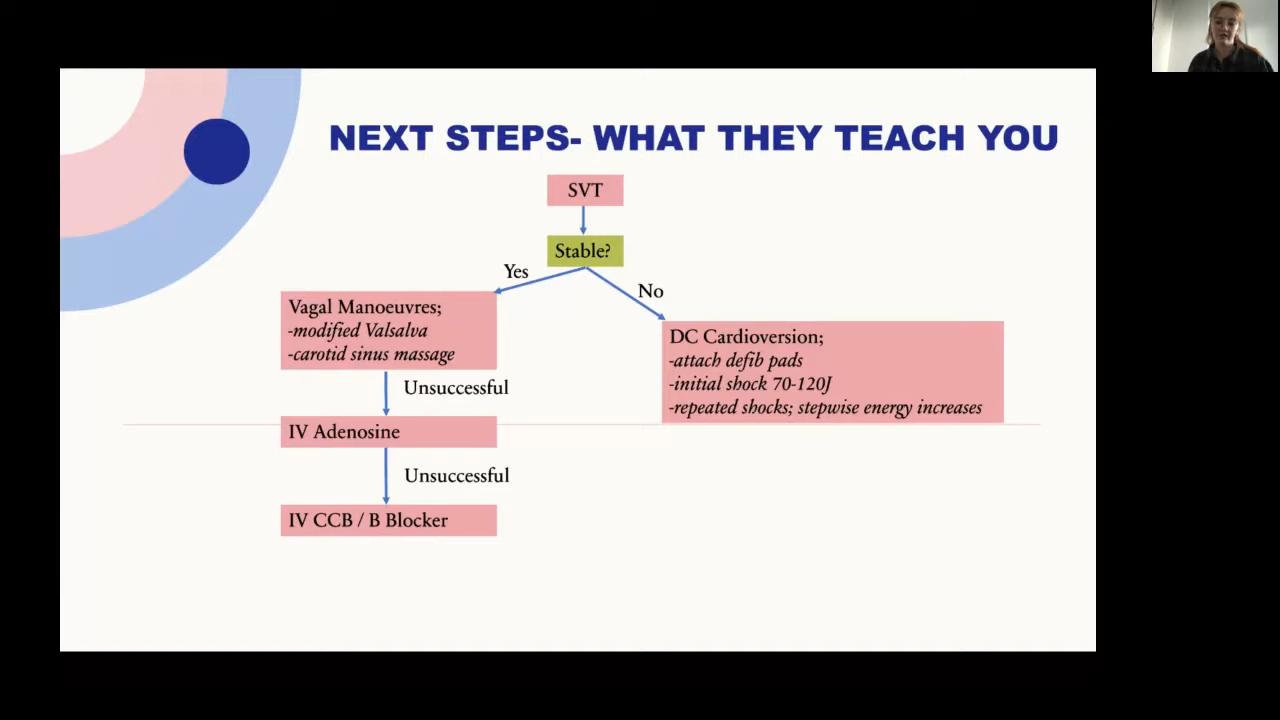 NEXT STEPS- WHAT THEY TEACH YOU
SVT
Stable?
Yes
No
Vagal Manoeuvres;
-modified Valsalva
-carotid sinus massage
DC Cardioversion;
-attach defib pads
-initial shock 70-120J
-repeated shocks; stepwise energy increases
Unsuccessful
IV Adenosine
Unsuccessful
IV CCB / B Blocker